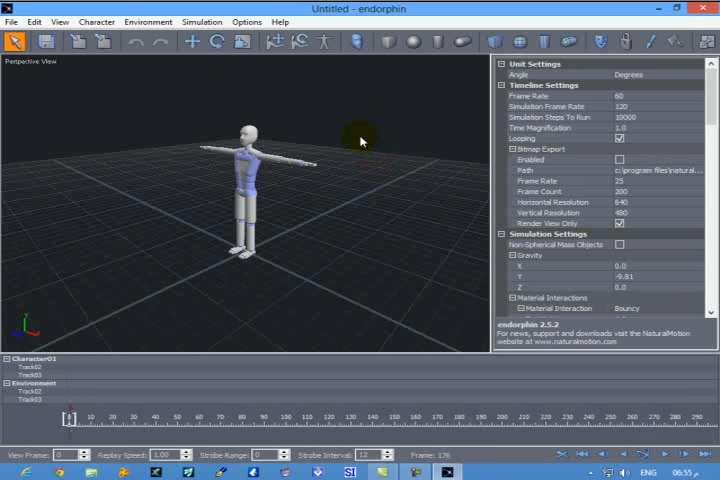 Untitled - endorphin
File Edit View Character Environment Simulation Options Help
Perspective View
Unit Settings
Angle Degrees
Timeline Settings
Frame Rate 60
Simulation Frame Rate 120
Simulation Steps To Run 10000
Time Magnification 1.0
Looping
Bitmap Export
Enabled
Path c:\program files\natural...
Frame Rate 25
Frame Count 200
Horizontal Resolution 640
Vertical Resolution 480
Render View Only
Simulation Settings
Non-Spherical Mass Objects
Gravity
X 0.0
Y -9.81
Z 0.0
Material Interactions
Material Interaction Bouncy
endorphin 2.5.2
For news, support and downloads visit the NaturalMotion
website at www.naturalmotion.com
Y
X
Z
Character01
Track02
Track03
Environment
Track02
Track03
0 10 20 30 40 50 60 70 80 90 100 110 120 130 140 150 160 170 180 190 200 210 220 230 240 250 260 270 280 290
View Frame: 0 Replay Speed: 1.00 Strobe Range: 0 Strobe Interval: 12 Frame: 176
SI ENG 06:55 م